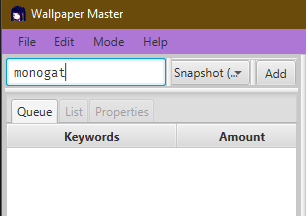 Wallpaper Master
File Edit Mode Help
monogat Snapshot (... Add
Queue List Properties
Keywords Amount